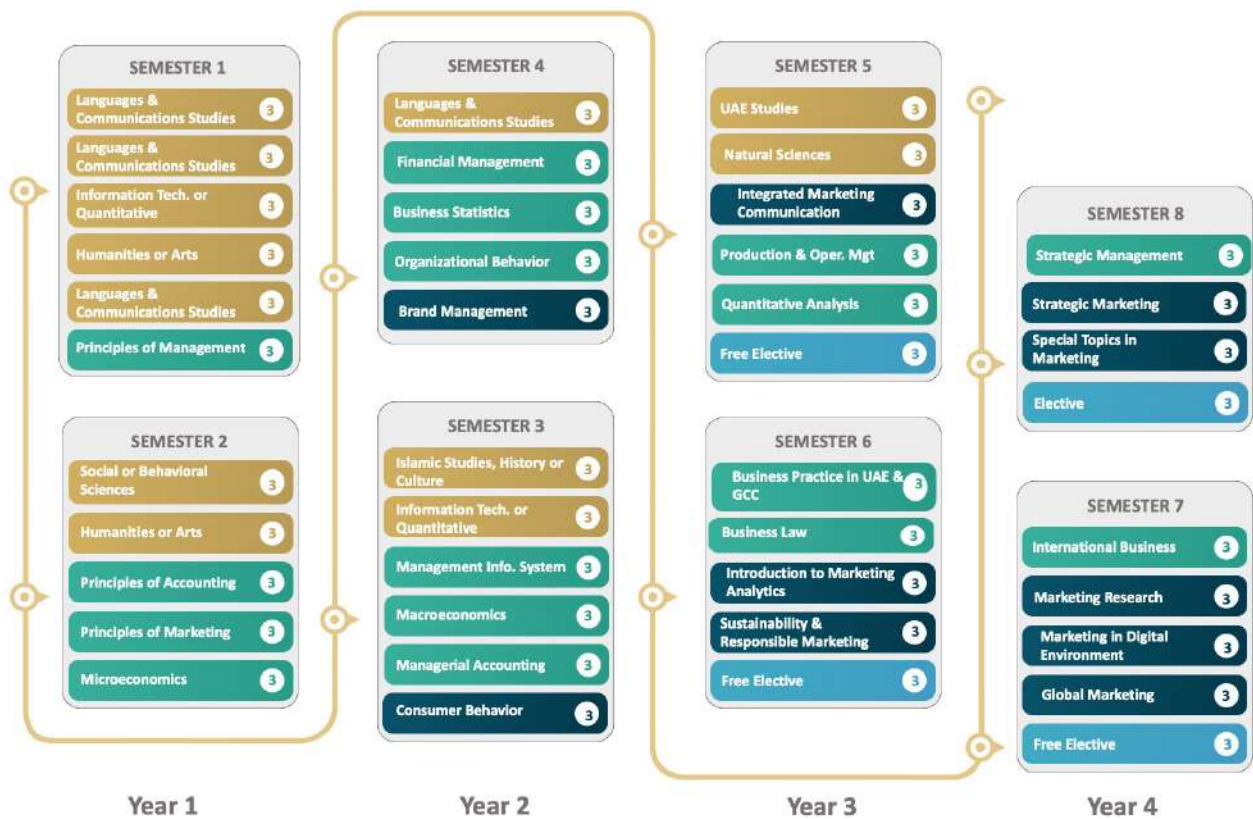 SEMESTER 1
Languages &
Communications Studies 3
Languages &
Communications Studies 3
Information Tech. or
Quantitative 3
Humanities or Arts 3
Languages &
Communications Studies 3
Principles of Management 3
SEMESTER 2
Social or Behavioral
Sciences 3
Humanities or Arts 3
Principles of Accounting 3
Principles of Marketing 3
Microeconomics 3
Year 1
SEMESTER 4
Languages &
Communications Studies 3
Financial Management 3
Business Statistics 3
Organizational Behavior 3
Brand Management 3
SEMESTER 3
Islamic Studies, History or
Culture 3
Information Tech. or
Quantitative 3
Management Info. System 3
Macroeconomics 3
Managerial Accounting 3
Consumer Behavior 3
Year 2
SEMESTER 5
UAE Studies 3
Natural Sciences 3
Integrated Marketing
Communication 3
Production & Oper. Mgt 3
Quantitative Analysis 3
Free Elective 3
SEMESTER 6
Business Practice in UAE &
GCC 3
Business Law 3
Introduction to Marketing
Analytics 3
Sustainability &
Responsible Marketing 3
Free Elective 3
Year 3
SEMESTER 8
Strategic Management 3
Strategic Marketing 3
Special Topics in
Marketing 3
Elective 3
SEMESTER 7
International Business 3
Marketing Research 3
Marketing in Digital
Environment 3
Global Marketing 3
Free Elective 3
Year 4